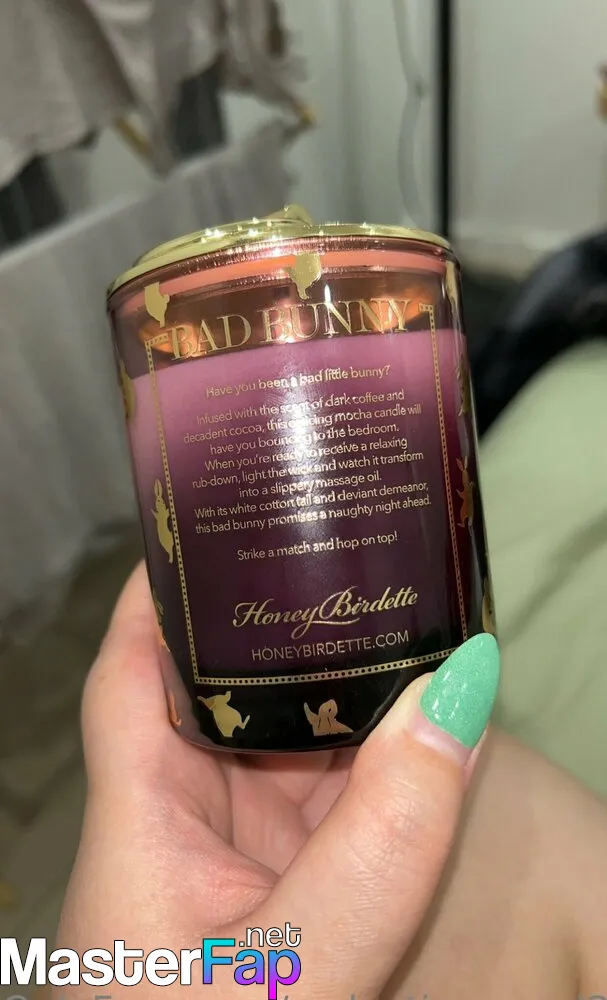 BAD BUNNY
Have you been a bad little bunny?
Infused with the scent of dark coffee and
decadent cocoa, this mocha candle will
have you bouncing to the bedroom.
When you're ready to receive a relaxing
rub-down, light the wick and watch it transform
into a slippery massage oil.
With its white cotton tail and deviant demeanor,
this bad bunny promises a naughty night ahead.
Strike a match and hop on top!
Honey Birdette
HONEYBIRDETTE.COM
MasterFap.net